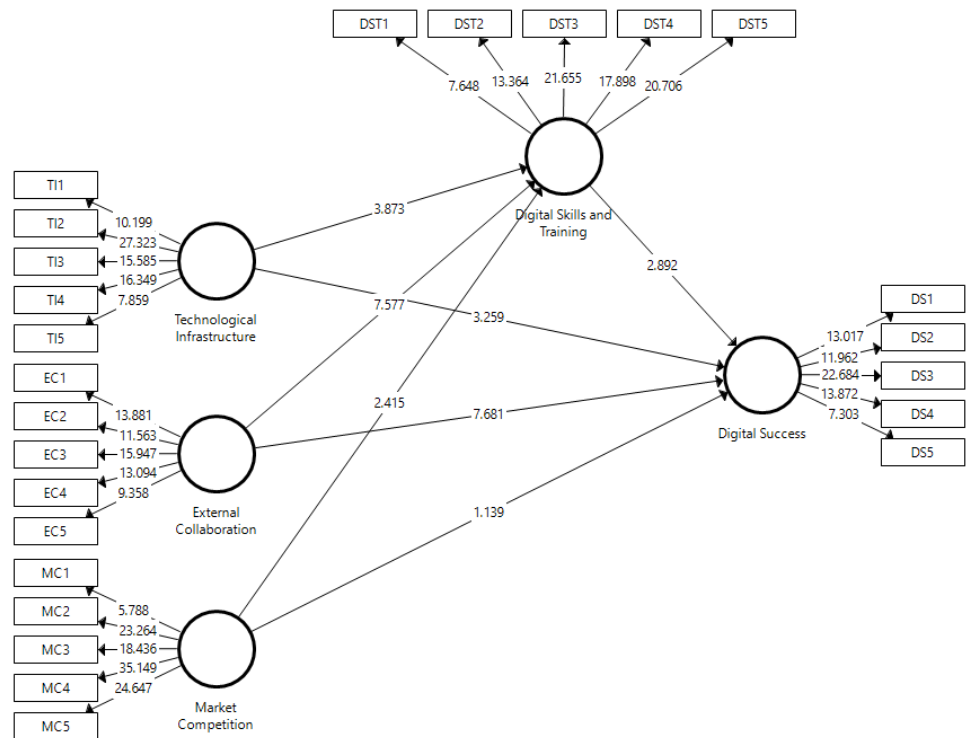 DST1 DST2 DST3 DST4 DST5
7.648 13.364 21.655 17.898 20.706
Digital Skills and
Training
TI1
TI2
TI3
TI4
TI5
10.199
27.323
15.585
16.349
7.859
Technological
Infrastructure
3.873
3.259
2.892
EC1
EC2
EC3
EC4
EC5
13.881
11.563
15.947
13.094
9.358
External
Collaboration
7.577
7.681
MC1
MC2
MC3
MC4
MC5
5.788
23.264
18.436
35.149
24.647
Market
Competition
2.415
1.139
Digital Success
13.017
11.962
22.684
13.872
7.303
DS1
DS2
DS3
DS4
DS5